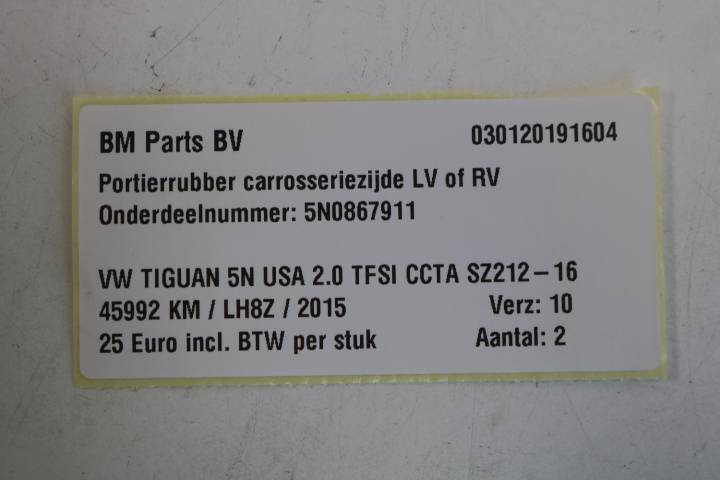 BM Parts BV 030120191604
Portierrubber carrosseriezijde LV of RV
Onderdeelnummer: 5N0867911
VW TIGUAN 5N USA 2.0 TFSI CCTA SZ212-16
45992 KM / LH8Z / 2015 Verz: 10
25 Euro incl. BTW per stuk Aantal: 2